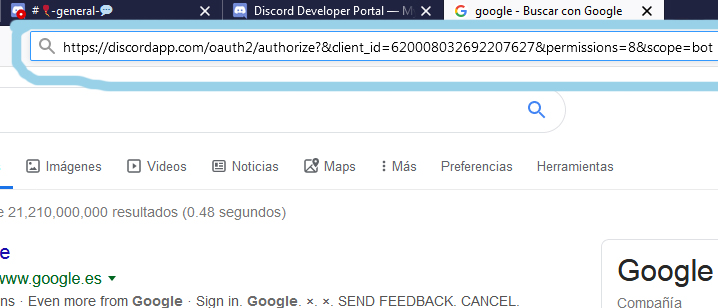 # -general-
Discord Developer Portal — M
google - Buscar con Google
https://discordapp.com/oauth2/authorize?&client_id=620008032692207627&permissions=8&scope=bot
Imágenes Videos Noticias Maps Más Preferencias Herramientas
e 21,210,000,000 resultados (0.48 segundos)
e
www.google.es
ns · Even more from Google · Sign in. Google. ×. ×. SEND FEEDBACK. CANCEL.
Google
Compañía